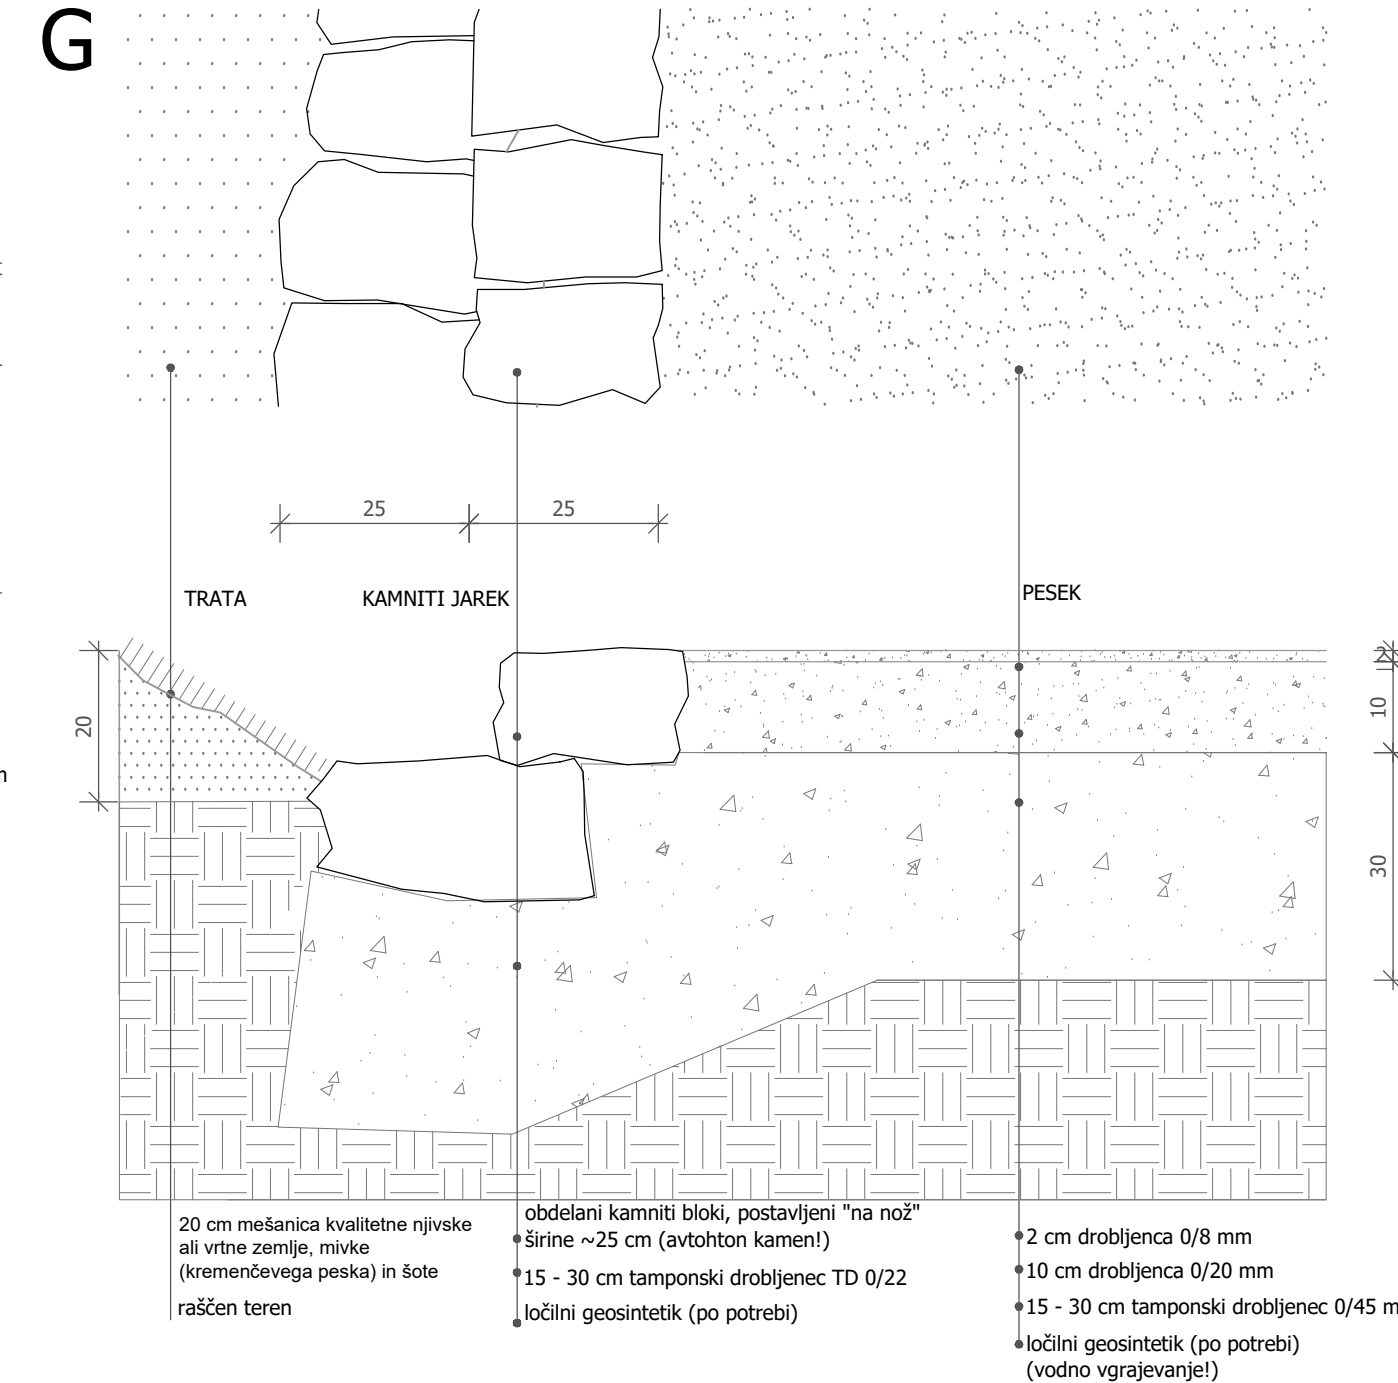 G
25
25
TRATA
KAMNITI JAREK
PESEK
20
2
10
30
20 cm mešanica kvalitetne njivske
ali vrtne zemlje, mivke
(kremenčevega peska) in šote
raščen teren
obdelani kamniti bloki, postavljeni "na nož"
širine ~25 cm (avtohton kamen!)
15 - 30 cm tamponski drobljenec TD 0/22
ločilni geosintetik (po potrebi)
2 cm drobljenca 0/8 mm
10 cm drobljenca 0/20 mm
15 - 30 cm tamponski drobljenec 0/45 m
ločilni geosintetik (po potrebi)
(vodno vgrajevanje!)